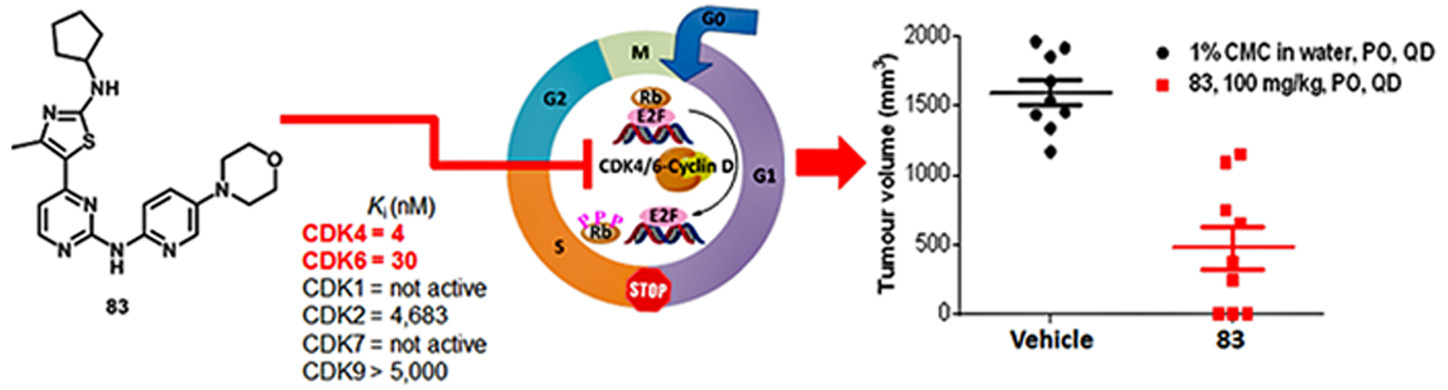 NH
N
S
N
N
O
N
N
N
H
83
Ki (nM)
CDK4 = 4
CDK6 = 30
CDK1 = not active
CDK2 = 4,683
CDK7 = not active
CDK9 > 5,000
G0
M
G2
G1
S
Rb
E2F
CDK4/6-Cyclin D
P P P
Rb
E2F
STOP
Tumour volume (mm³)
2000
1500
1000
500
0
1% CMC in water, PO, QD
83, 100 mg/kg, PO, QD
Vehicle
83